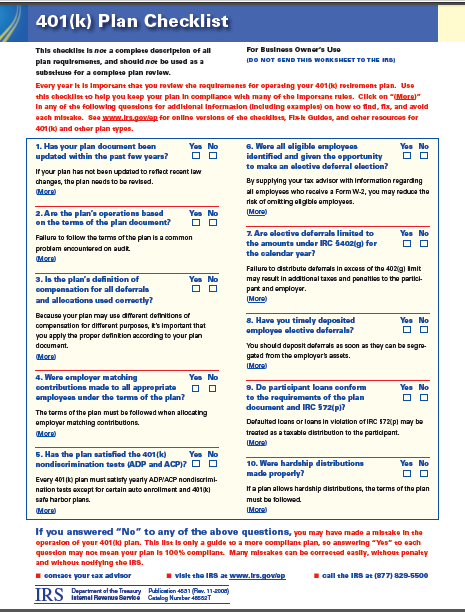 401(k) Plan Checklist
This checklist is not a complete description of all
plan requirements, and should not be used as a
substitute for a complete plan review.
For Business Owner's Use
(DO NOT SEND THIS WORKSHEET TO THE IRS)
Every year it is important that you review the requirements for operating your 401(k) retirement plan. Use
this checklist to help you keep your plan in compliance with many of the important rules. Click on "(More)"
in any of the following questions for additional information (including examples) on how to find, fix, and avoid
each mistake. See www.irs.gov/ep for online versions of the checklists, Fix-It Guides, and other resources for
401(k) and other plan types.
1. Has your plan document been
updated within the past few years?
Yes No
If your plan has not been updated to reflect recent law
changes, the plan needs to be revised.
(More)
2. Are the plan's operations based
on the terms of the plan document?
Yes No
Failure to follow the terms of the plan is a common
problem encountered on audit.
(More)
3. Is the plan's definition of
compensation for all deferrals
and allocations used correctly?
Yes No
Because your plan may use different definitions of
compensation for different purposes, it's important that
you apply the proper definition according to your plan
document.
(More)
4. Were employer matching
contributions made to all appropriate
employees under the terms of the plan?
Yes No
The terms of the plan must be followed when allocating
employer matching contributions.
(More)
5. Has the plan satisfied the 401(k)
nondiscrimination tests (ADP and ACP)?
Yes No
Every 401(k) plan must satisfy yearly ADP/ACP nondiscrimi-
nation tests except for certain auto enrollment and 401(k)
safe harbor plans.
(More)
6. Were all eligible employees
identified and given the opportunity
to make an elective deferral election?
Yes No
By supplying your tax advisor with information regarding
all employees who receive a Form W-2, you may reduce the
risk of omitting eligible employees.
(More)
7. Are elective deferrals limited to
the amounts under IRC §402(g) for
the calendar year?
Yes No
Failure to distribute deferrals in excess of the 402(g) limit
may result in additional taxes and penalties to the partici-
pant and employer.
(More)
8. Have you timely deposited
employee elective deferrals?
Yes No
You should deposit deferrals as soon as they can be segre-
gated from the employer's assets.
(More)
9. Do participant loans conform
to the requirements of the plan
document and IRC §72(p)?
Yes No
Defaulted loans or loans in violation of IRC §72(p) may be
treated as a taxable distribution to the participant.
(More)
10. Were hardship distributions
made properly?
Yes No
If a plan allows hardship distributions, the terms of the plan
must be followed.
(More)
If you answered "No" to any of the above questions, you may have made a mistake in the
operation of your 401(k) plan. This list is only a guide to a more compliant plan, so answering "Yes" to each
question may not mean your plan is 100% compliant. Many mistakes can be corrected easily, without penalty
and without notifying the IRS.
■ contact your tax advisor ■ visit the IRS at www.irs.gov/ep ■ call the IRS at (877) 829-5500
IRS
Department of the Treasury
Internal Revenue Service
Publication 4531 (Rev. 11-2008)
Catalog Number 48552T